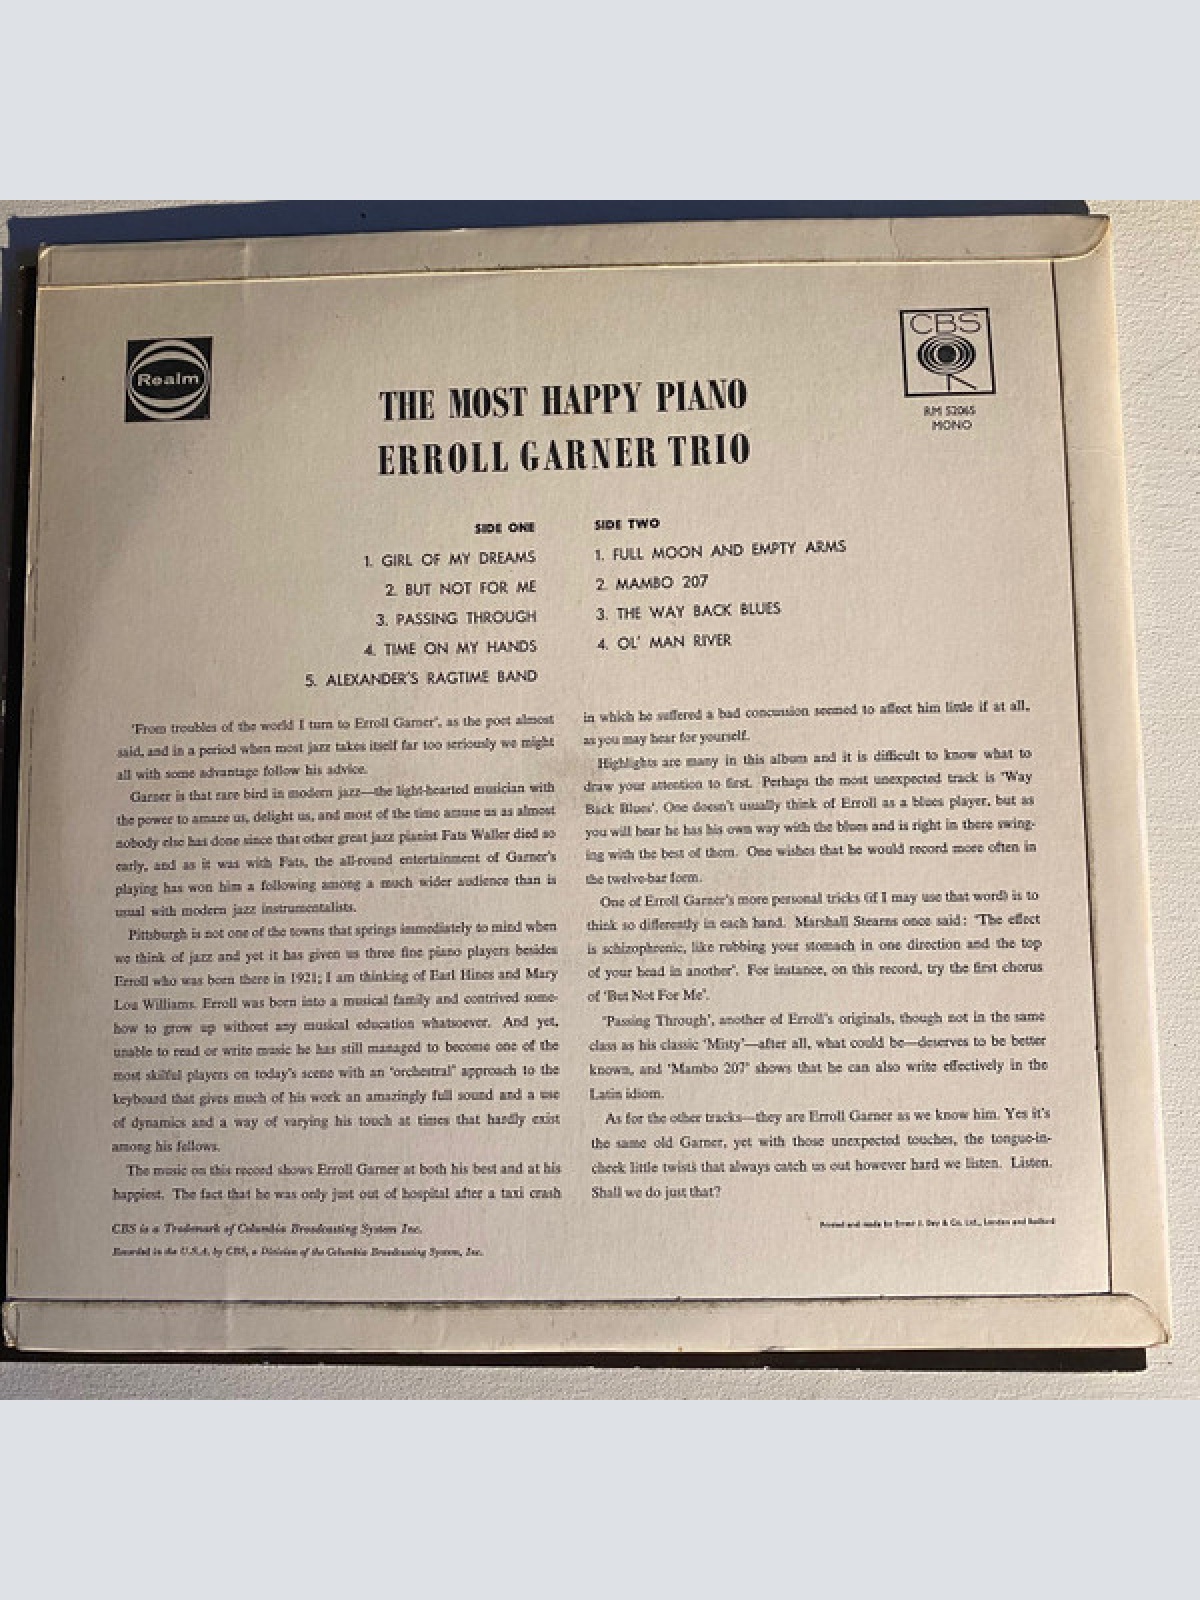 Realm
CBS
RM 52065
MONO
THE MOST HAPPY PIANO
ERROLL GARNER TRIO
SIDE ONE
1. GIRL OF MY DREAMS
2. BUT NOT FOR ME
3. PASSING THROUGH
4. TIME ON MY HANDS
5. ALEXANDER'S RAGTIME BAND
SIDE TWO
1. FULL MOON AND EMPTY ARMS
2. MAMBO 207
3. THE WAY BACK BLUES
4. OL' MAN RIVER
'From troubles of the world I turn to Erroll Garner', as the poet almost
said, and in a period when most jazz takes itself far too seriously we might
all with some advantage follow his advice.
Garner is that rare bird in modern jazz—the light-hearted musician with
the power to amaze us, delight us, and most of the time amuse us as almost
nobody else has done since that other great jazz pianist Fats Waller died so
early, and as it was with Fats, the all-round entertainment of Garner's
playing has won him a following among a much wider audience than is
usual with modern jazz instrumentalists.
Pittsburgh is not one of the towns that springs immediately to mind when
we think of jazz and yet it has given us three fine piano players besides
Erroll who was born there in 1921; I am thinking of Earl Hines and Mary
Lou Williams. Erroll was born into a musical family and contrived some-
how to grow up without any musical education whatsoever. And yet,
unable to read or write music he has still managed to become one of the
most skilful players on today's scene with an 'orchestral' approach to the
keyboard that gives much of his work an amazingly full sound and a use
of dynamics and a way of varying his touch at times that hardly exist
among his fellows.
The music on this record shows Erroll Garner at both his best and at his
happiest. The fact that he was only just out of hospital after a taxi crash
in which he suffered a bad concussion seemed to affect him little if at all,
as you may hear for yourself.
Highlights are many in this album and it is difficult to know what to
draw your attention to first. Perhaps the most unexpected track is 'Way
Back Blues'. One doesn't usually think of Erroll as a blues player, but as
you will hear he has his own way with the blues and is right in there swing-
ing with the best of them. One wishes that he would record more often in
the twelve-bar form.
One of Erroll Garner's more personal tricks (if I may use that word) is to
think so differently in each hand. Marshall Stearns once said: 'The effect
is schizophrenic, like rubbing your stomach in one direction and the top
of your head in another'. For instance, on this record, try the first chorus
of 'But Not For Me'.
'Passing Through', another of Erroll's originals, though not in the same
class as his classic 'Misty'—after all, what could be—deserves to be better
known, and 'Mambo 207' shows that he can also write effectively in the
Latin idiom.
As for the other tracks—they are Erroll Garner as we know him. Yes it's
the same old Garner, yet with those unexpected touches, the tongue-in-
cheek little twists that always catch us out however hard we listen. Listen.
Shall we do just that?
CBS is a Trademark of Columbia Broadcasting System Inc.
Recorded in the U.S.A. by CBS, a Division of the Columbia Broadcasting System, Inc.
Printed and made by Ernest J. Day & Co. Ltd., London and Bedford